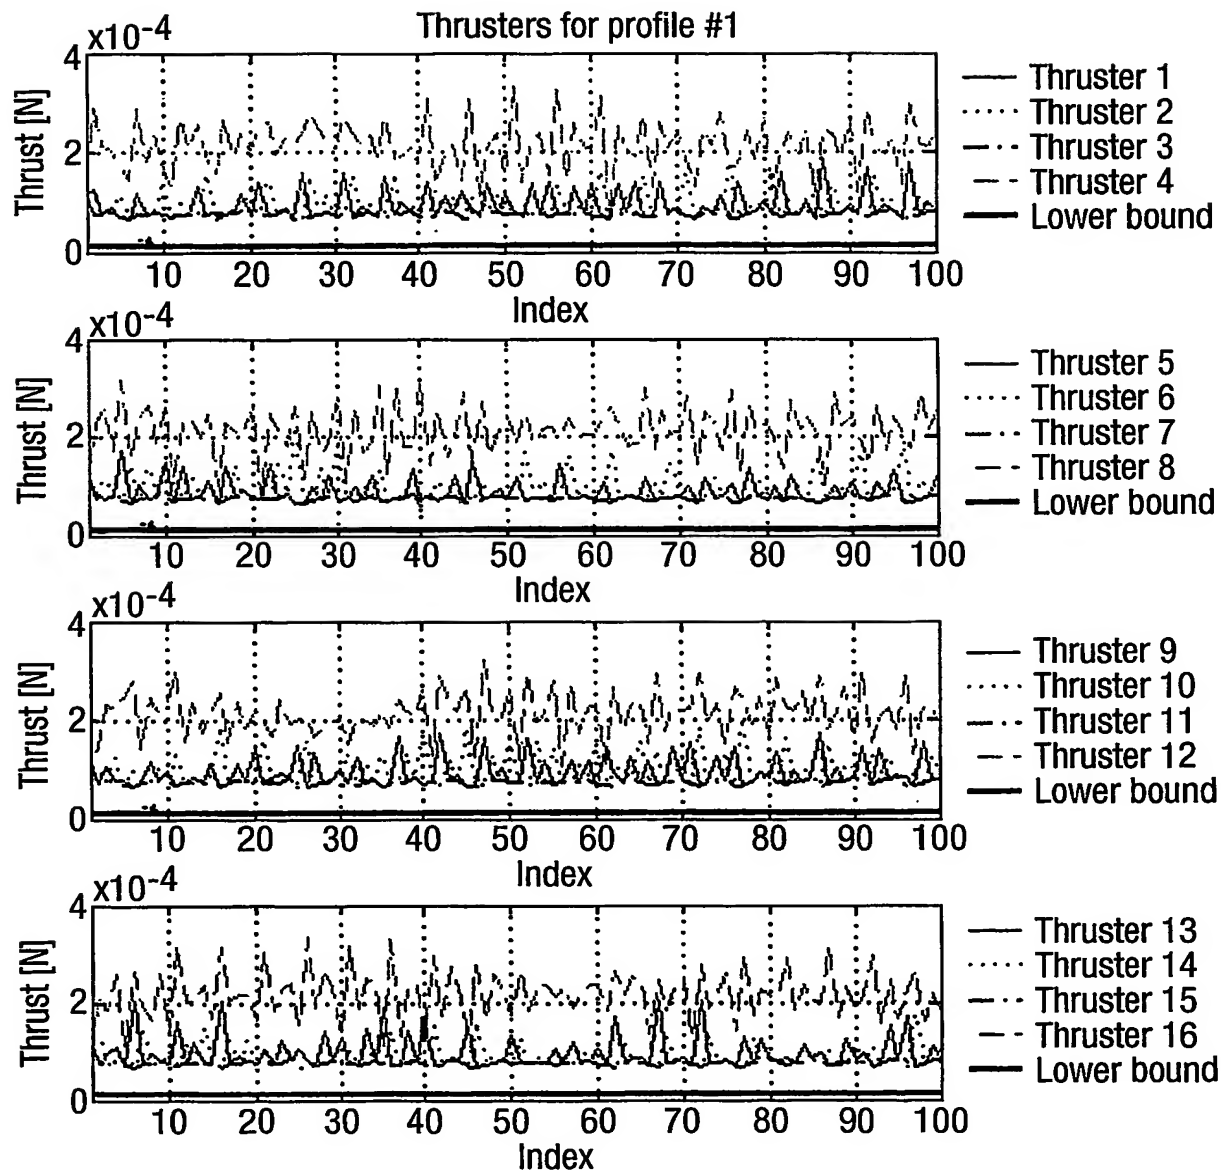 Thrusters for profile #1
x10-4
Thrust [N]
4
2
0
10 20 30 40 50 60 70 80 90 100
Index
Thruster 1
Thruster 2
Thruster 3
Thruster 4
Lower bound
x10-4
Thrust [N]
4
2
0
10 20 30 40 50 60 70 80 90 100
Index
Thruster 5
Thruster 6
Thruster 7
Thruster 8
Lower bound
x10-4
Thrust [N]
4
2
0
10 20 30 40 50 60 70 80 90 100
Index
Thruster 9
Thruster 10
Thruster 11
Thruster 12
Lower bound
x10-4
Thrust [N]
4
2
0
10 20 30 40 50 60 70 80 90 100
Index
Thruster 13
Thruster 14
Thruster 15
Thruster 16
Lower bound